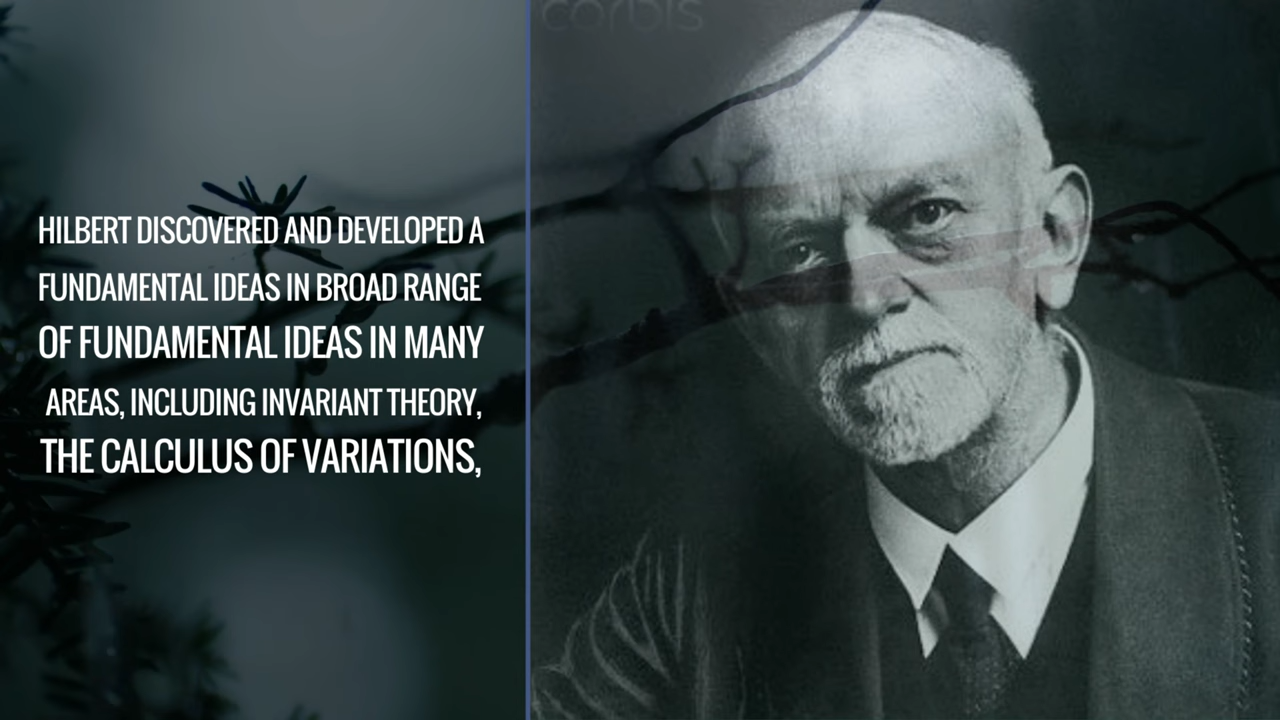 corbis
HILBERT DISCOVERED AND DEVELOPED A
FUNDAMENTAL IDEAS IN BROAD RANGE
OF FUNDAMENTAL IDEAS IN MANY
AREAS, INCLUDING INVARIANT THEORY,
THE CALCULUS OF VARIATIONS,